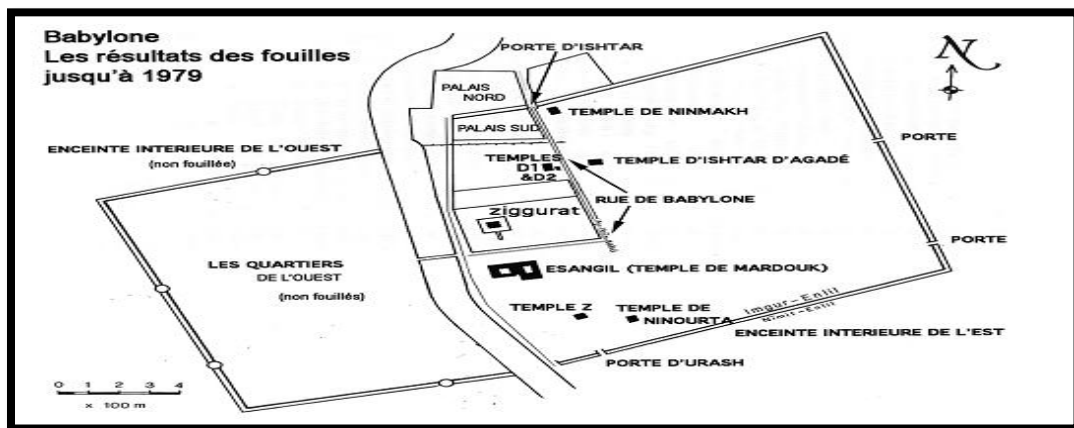 Babylone
Les résultats des fouilles
jusqu'à 1979
PORTE D'ISHTAR
N
PALAIS
NORD
TEMPLE DE NINMAKH
PALAIS SUD
PORTE
ENCEINTE INTERIEURE DE L'OUEST
(non fouillée)
TEMPLES
D1
&D2
TEMPLE D'ISHTAR D'AGADÉ
RUE DE BABYLONE
ziggurat
PORTE
LES QUARTIERS
DE L'OUEST
(non fouillés)
ESANGIL (TEMPLE DE MARDOUK)
TEMPLE Z
TEMPLE DE
NINOURTA
Imgur-Enlil
Nimit-Enlil
ENCEINTE INTERIEURE DE L'EST
PORTE D'URASH
0 1 2 3 4
x 100 m